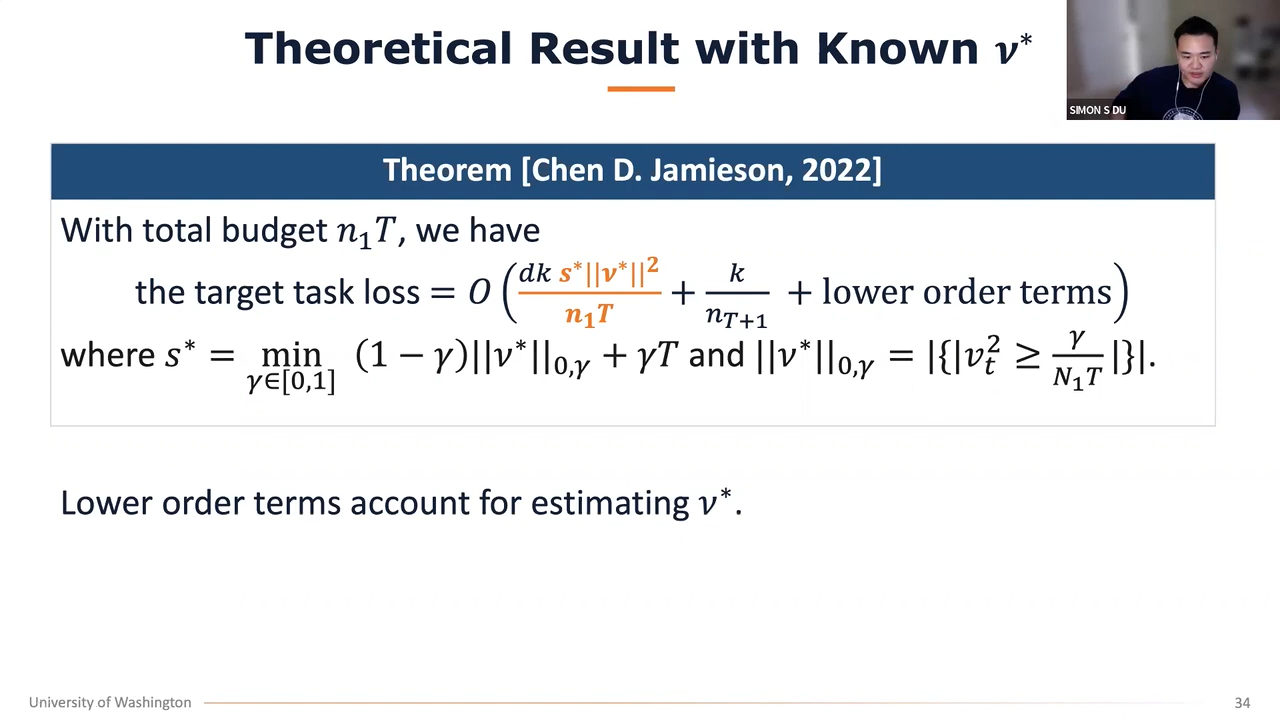 Theoretical Result with Known 𝝂*
SIMON S DU
Theorem [Chen D. Jamieson, 2022]
With total budget n₁T, we have
the target task loss = O(dk s*||ν*||²/n₁T + k/n_{T+1} + lower order terms)
where s* = min_{γ∈[0,1]} (1 − γ)||ν*||_{0,γ} + γT and ||ν*||_{0,γ} = |{|ν_t² ≥ γ/N₁T|}|.
Lower order terms account for estimating ν*.
University of Washington
34